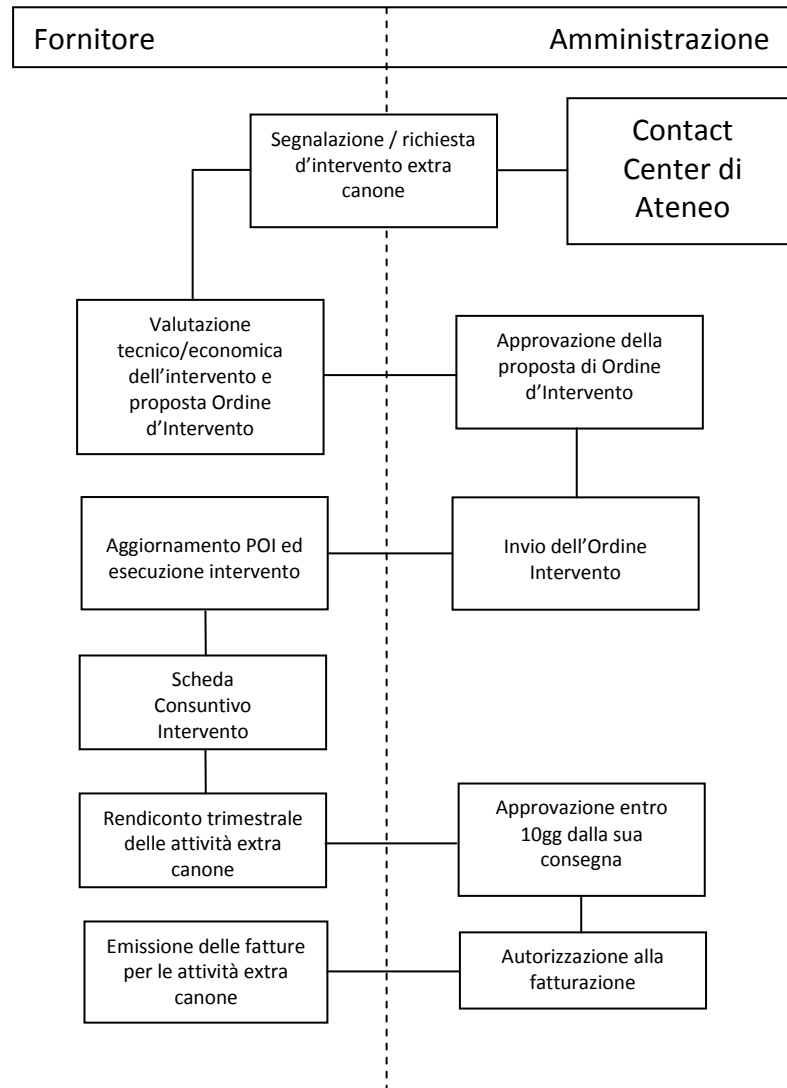 Fornitore
Amministrazione
Segnalazione / richiesta
d’intervento extra
canone
Contact
Center di
Ateneo
Valutazione
tecnico/economica
dell’intervento e
proposta Ordine
d’Intervento
Approvazione della
proposta di Ordine
d’Intervento
Aggiornamento POI ed
esecuzione intervento
Invio dell’Ordine
Intervento
Scheda
Consuntivo
Intervento
Rendiconto trimestrale
delle attività extra
canone
Approvazione entro
10gg dalla sua
consegna
Emissione delle fatture
per le attività extra
canone
Autorizzazione alla
fatturazione